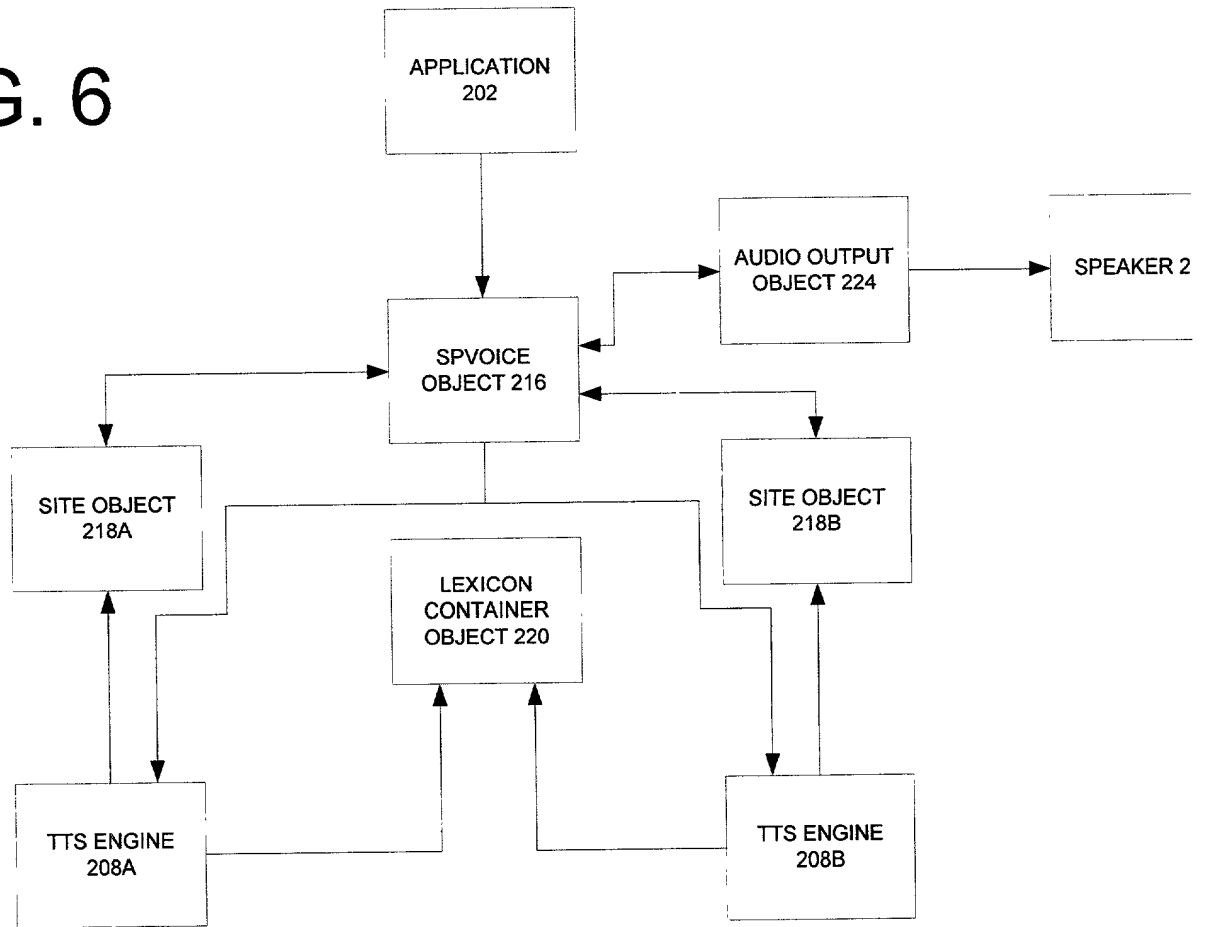 G. 6
APPLICATION
202
AUDIO OUTPUT
OBJECT 224
SPEAKER 2
SPVOICE
OBJECT 216
SITE OBJECT
218A
SITE OBJECT
218B
LEXICON
CONTAINER
OBJECT 220
TTS ENGINE
208A
TTS ENGINE
208B